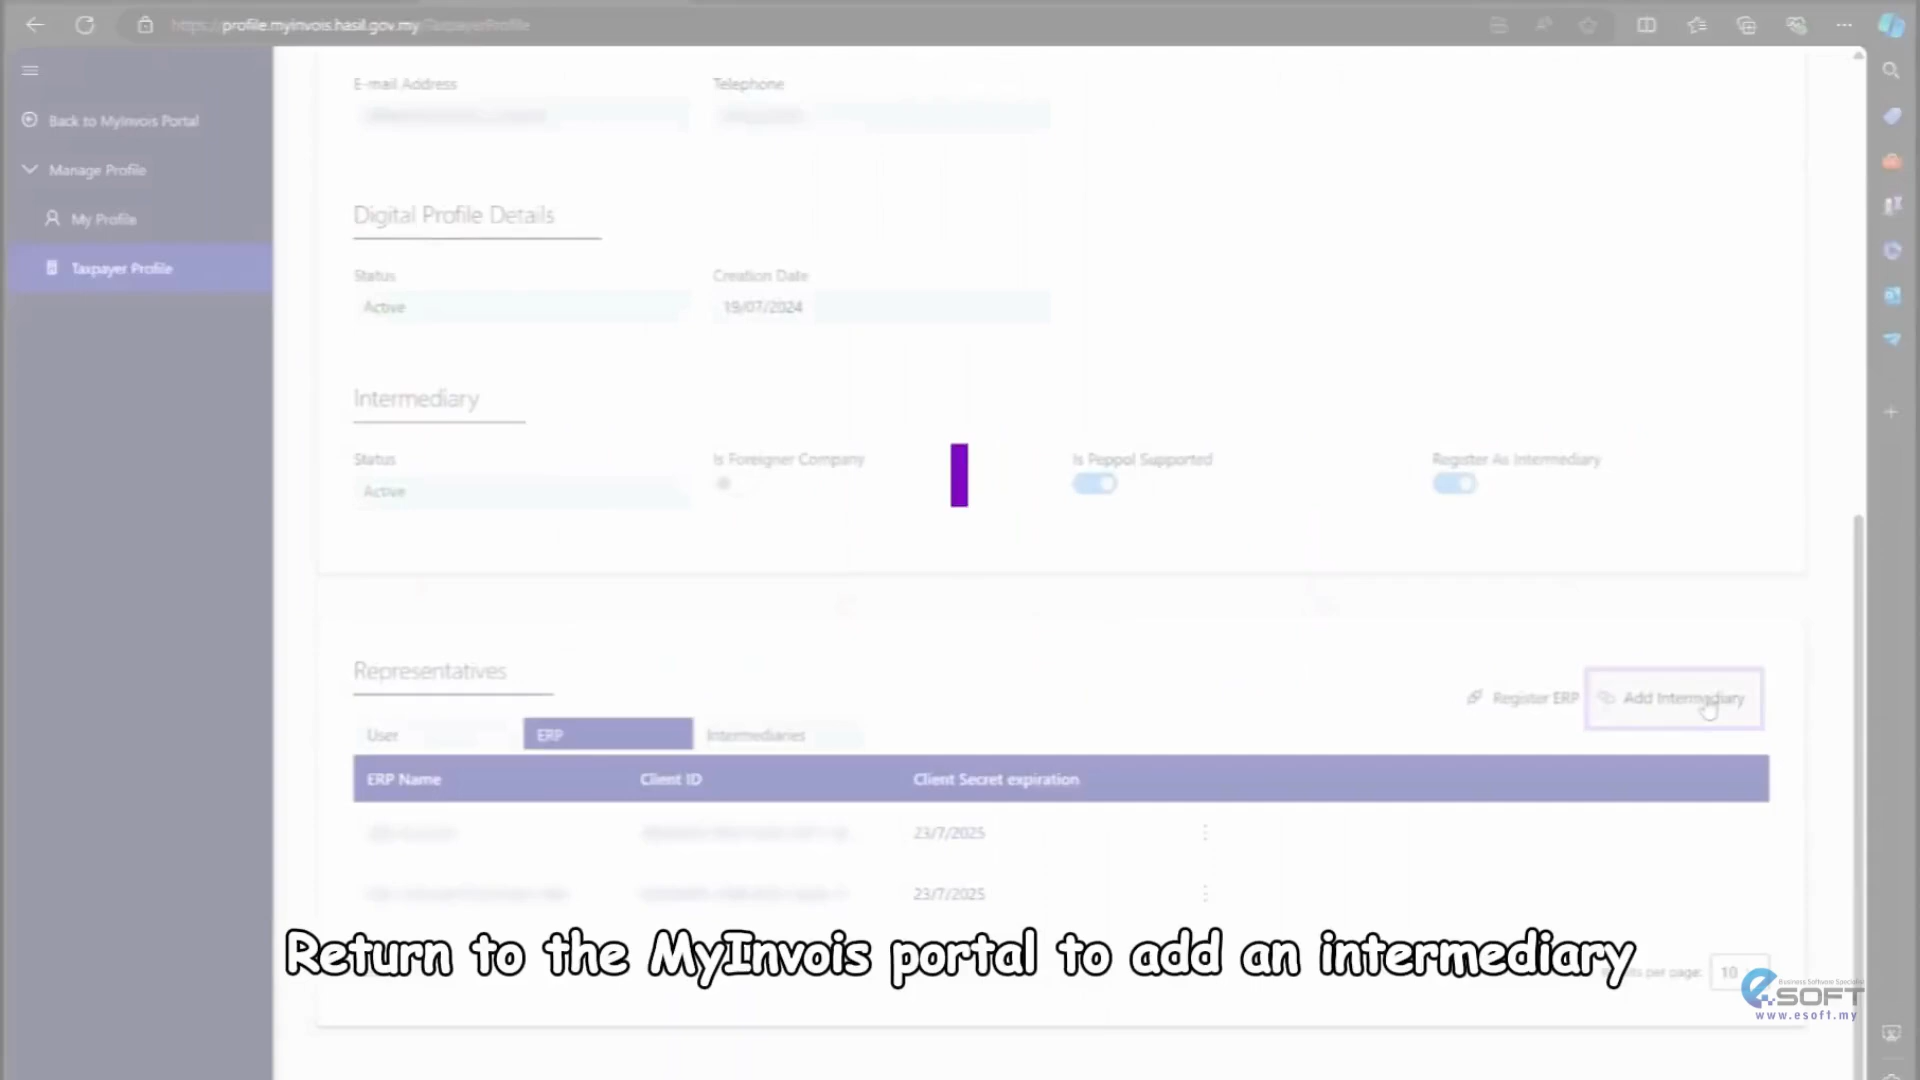 https://profile.myinvois.hasil.gov.my/TaxpayerProfile
Back to MyInvois Portal
Manage Profile
My Profile
Taxpayer Profile
E-mail Address
Telephone
Digital Profile Details
Status
Creation Date
Active
19/07/2024
Intermediary
Status
Is Foreigner Company
Is Peppol Supported
Register As Intermediary
Active
Representatives
Register ERP
Add Intermediary
User
ERP
Intermediaries
ERP Name
Client ID
Client Secret expiration
23/7/2025
23/7/2025
Return to the MyInvois portal to add an intermediary
per page:
10
Business Software Specialist
eSOFT
www.esoft.my